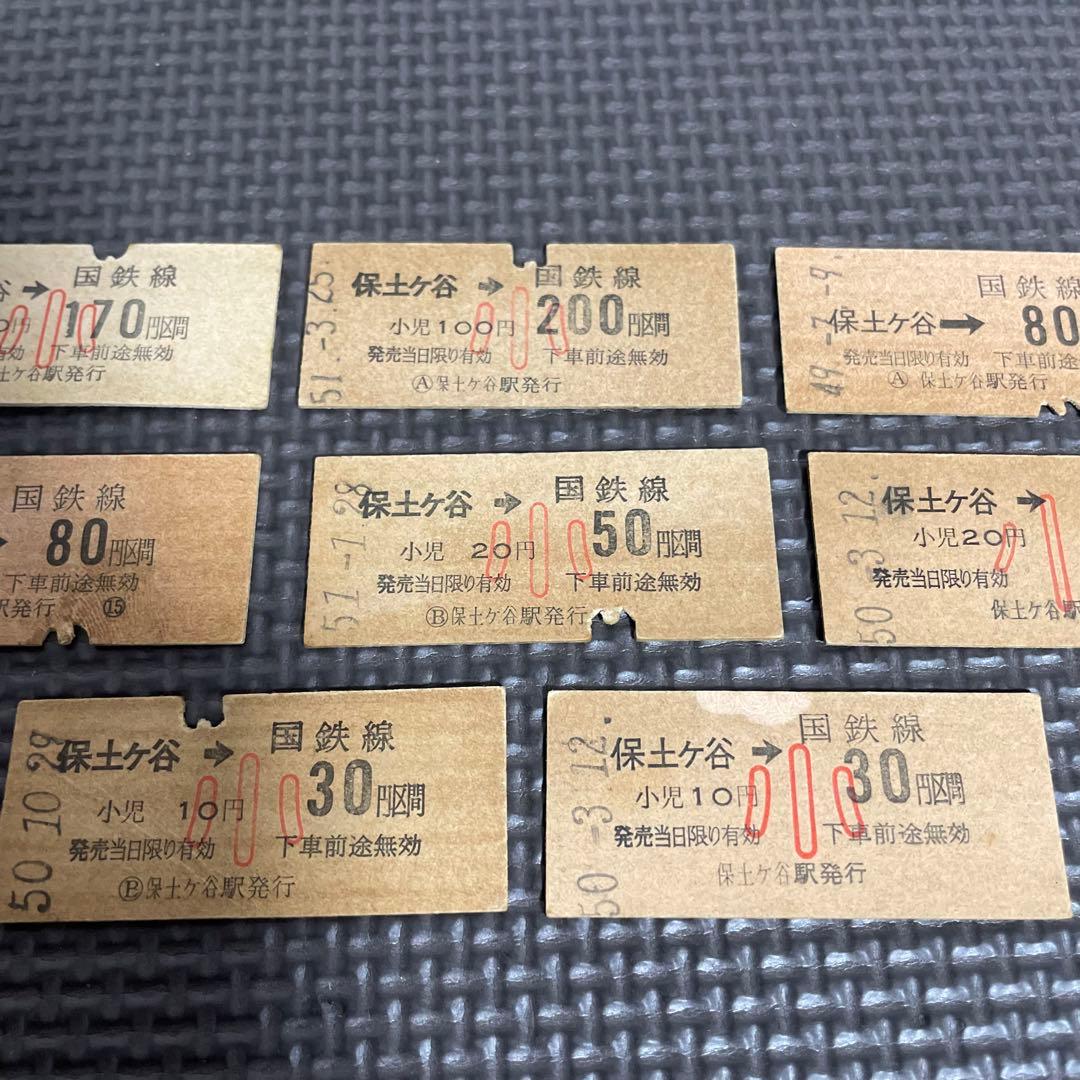 谷→ 国鉄線
0円 170円区間
有効 下車前途無効
土ケ谷駅発行
51.-3.25.
保土ケ谷→ 国鉄線
小児100円 200円区間
発売当日限り有効 下車前途無効
Ⓐ保土ケ谷駅発行
小
49.-7.-9.
国鉄線
保土ケ谷→ 80
発売当日限り有効 下車前途
Ⓐ 保土ケ谷駅発行
国鉄線
80円区間
下車前途無効
駅発行 ⑮
51.-1.28
保土ケ谷→ 国鉄線
小児 20円 50円区間
発売当日限り有効 下車前途無効
Ⓑ保土ケ谷駅発行
小
50.-3.12.
保土ケ谷→
小児20円
発売当日限り有効
保土ケ谷駅
50.10.29
保土ケ谷→ 国鉄線
小児 10円 30円区間
発売当日限り有効 下車前途無効
Ⓑ保土ケ谷駅発行
小
50.-3.12.
保土ケ谷→ 国鉄線
小児10円 30円区間
発売当日限り有効 下車前途無効
保土ケ谷駅発行
小